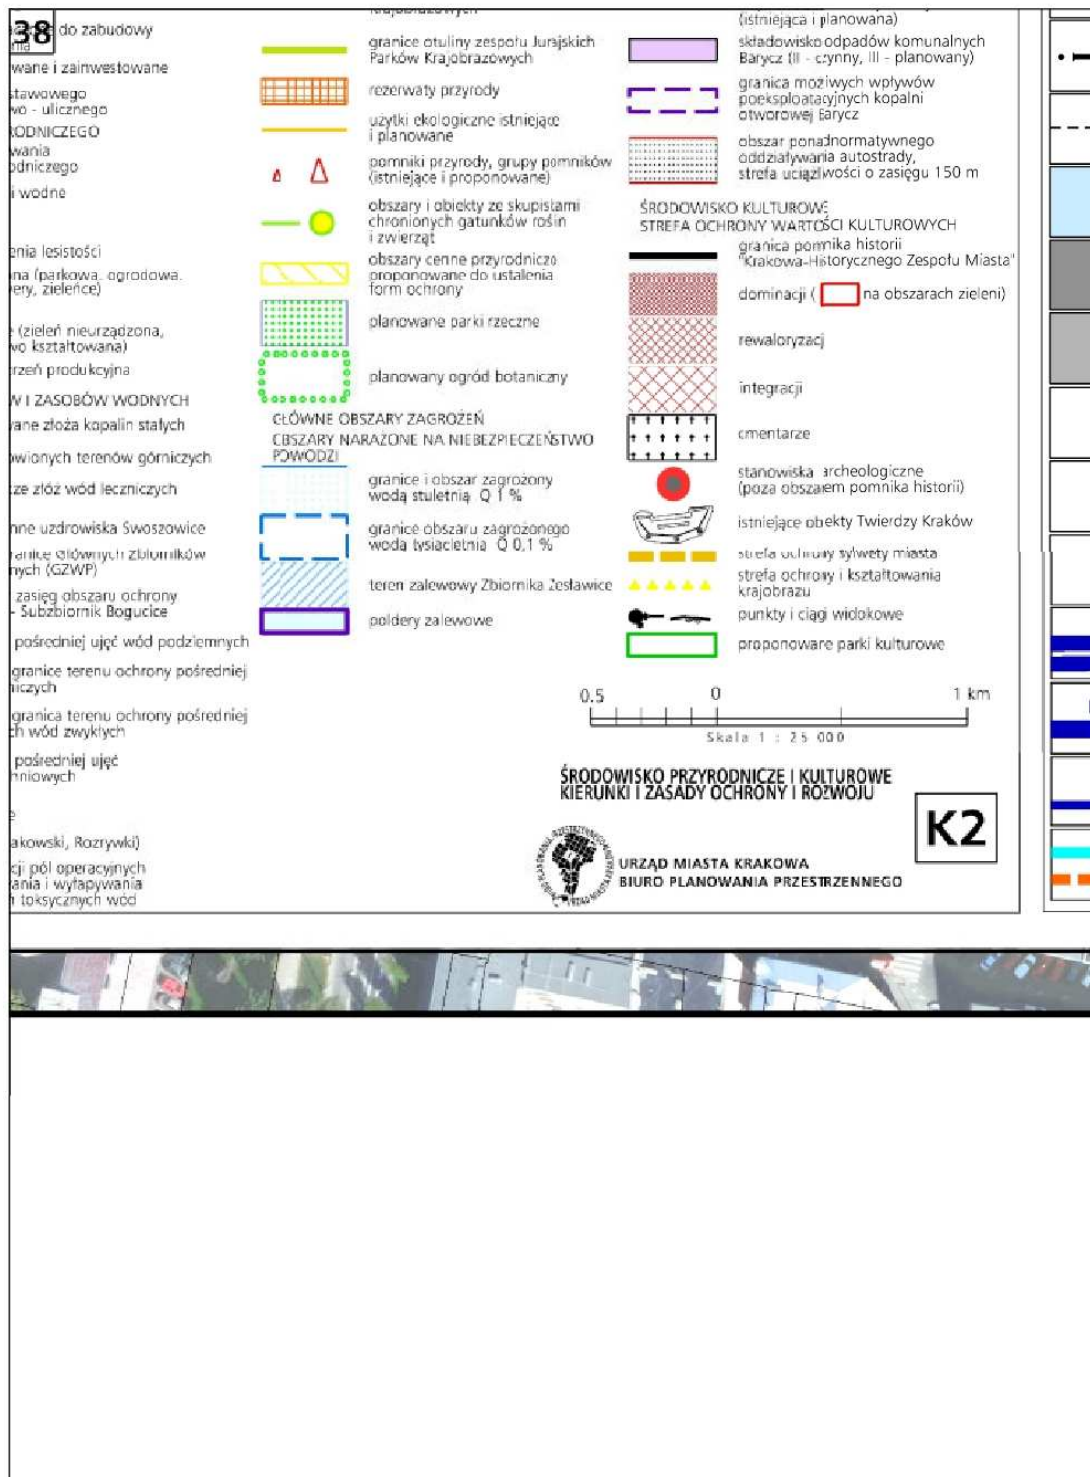 38
do zabudowy
wane i zainwestowane
stawowego
wo - ulicznego
RODNICZEGO
wania
odniczego
i wodne
enia lesistości
ona (parkowa, ogrodowa,
ery, zieleńce)
e (zieleń nieurządzona,
wo kształtowana)
rzeń produkcyjna
W I ZASOBÓW WODNYCH
wane złoża kopalin stałych
owionych terenów górniczych
ze złóż wód leczniczych
nne uzdrowiska Swoszowice
granice głównych zbiorników
nych (GZWP)
zasięg obszaru ochrony
- Subzbiornik Bogucice
pośredniej ujęć wód podziemnych
granice terenu ochrony pośredniej
niczych
granica terenu ochrony pośredniej
ch wód zwykłych
pośredniej ujęć
hniowych
e
akowski, Rozrywki)
cji pól operacyjnych
ania i wyłapywania
toksycznych wód
Krajobrazowych
granice otuliny zespołu Jurajskich
Parków Krajobrazowych
rezerwaty przyrody
użytki ekologiczne istniejące
i planowane
pomniki przyrody, grupy pomników
(istniejące i proponowane)
obszary i obiekty ze skupistami
chronionych gatunków roślin
i zwierząt
obszary cenne przyrodniczo
proponowane do ustalenia
form ochrony
planowane parki rzeczne
planowany ogród botaniczny
GŁÓWNE OBSZARY ZAGROŻEŃ
OBSZARY NARAŻONE NA NIEBEZPIECZEŃSTWO
POWODZI
granice i obszar zagrożony
wodą stuletnią Q 1 %
granice obszaru zagrożonego
wodą tysiącletnią Q 0,1 %
teren zalewowy Zbiornika Zesławice
poldery zalewowe
(istniejąca i planowana)
składowisko odpadów komunalnych
Barycz (II - czynny, III - planowany)
granica możliwych wpływów
poeksploatacyjnych kopalni
otworowej Barycz
obszar ponadnormatywnego
oddziaływania autostrady,
strefa uciążliwości o zasięgu 150 m
ŚRODOWISKO KULTUROWE
STREFA OCHRONY WARTOŚCI KULTUROWYCH
granica pomnika historii
"Krakowa-Historycznego Zespołu Miasta"
dominacji ( na obszarach zieleni)
rewaloryzacj
integracji
cmentarze
stanowiska archeologiczne
(poza obszarem pomnika historii)
istniejące obiekty Twierdzy Kraków
strefa ochrony sylwety miasta
strefa ochrony i kształtowania
krajobrazu
punkty i ciągi widokowe
proponowane parki kulturowe
0.5 0 1 km
Skala 1 : 25 000
ŚRODOWISKO PRZYRODNICZE I KULTUROWE
KIERUNKI I ZASADY OCHRONY I ROZWOJU
K2
URZĄD MIASTA KRAKOWA
BIURO PLANOWANIA PRZESTRZENNEGO